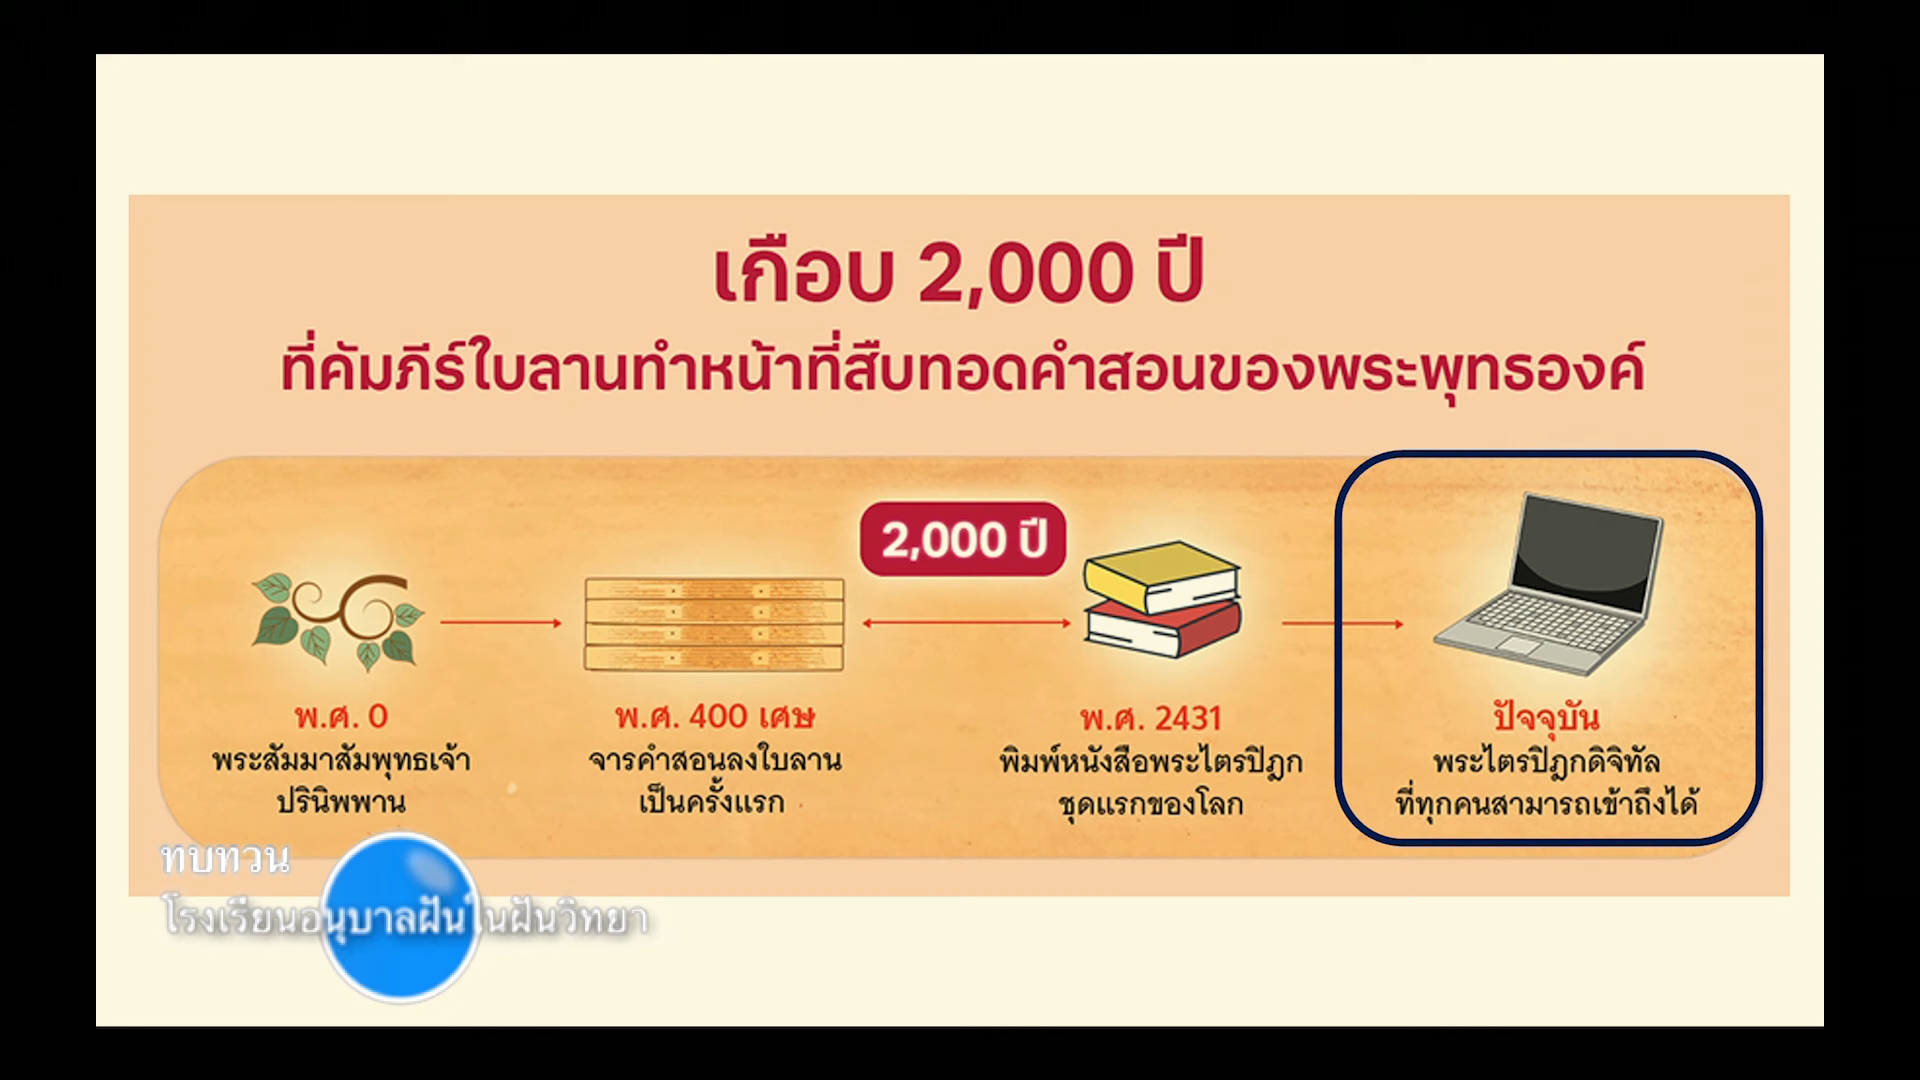 เกือบ 2,000 ปี
ที่คัมภีร์ใบลานทำหน้าที่สืบทอดคำสอนของพระพุทธองค์
2,000 ปี
พ.ศ. 0
พระสัมมาสัมพุทธเจ้า
ปรินิพพาน
พ.ศ. 400 เศษ
จารคำสอนลงใบลาน
เป็นครั้งแรก
พ.ศ. 2431
พิมพ์หนังสือพระไตรปิฎก
ชุดแรกของโลก
ปัจจุบัน
พระไตรปิฎกดิจิทัล
ที่ทุกคนสามารถเข้าถึงได้
ทบทวน
โรงเรียนอนุบาลฝันในฝันวิทยา